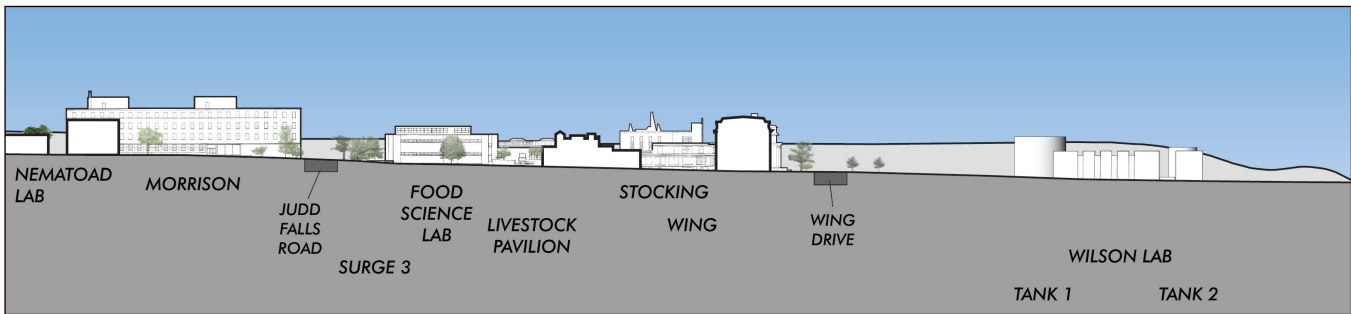 NEMATOAD
LAB
MORRISON
JUDD
FALLS
ROAD
SURGE 3
FOOD
SCIENCE
LAB
LIVESTOCK
PAVILION
STOCKING
WING
WING
DRIVE
WILSON LAB
TANK 1
TANK 2